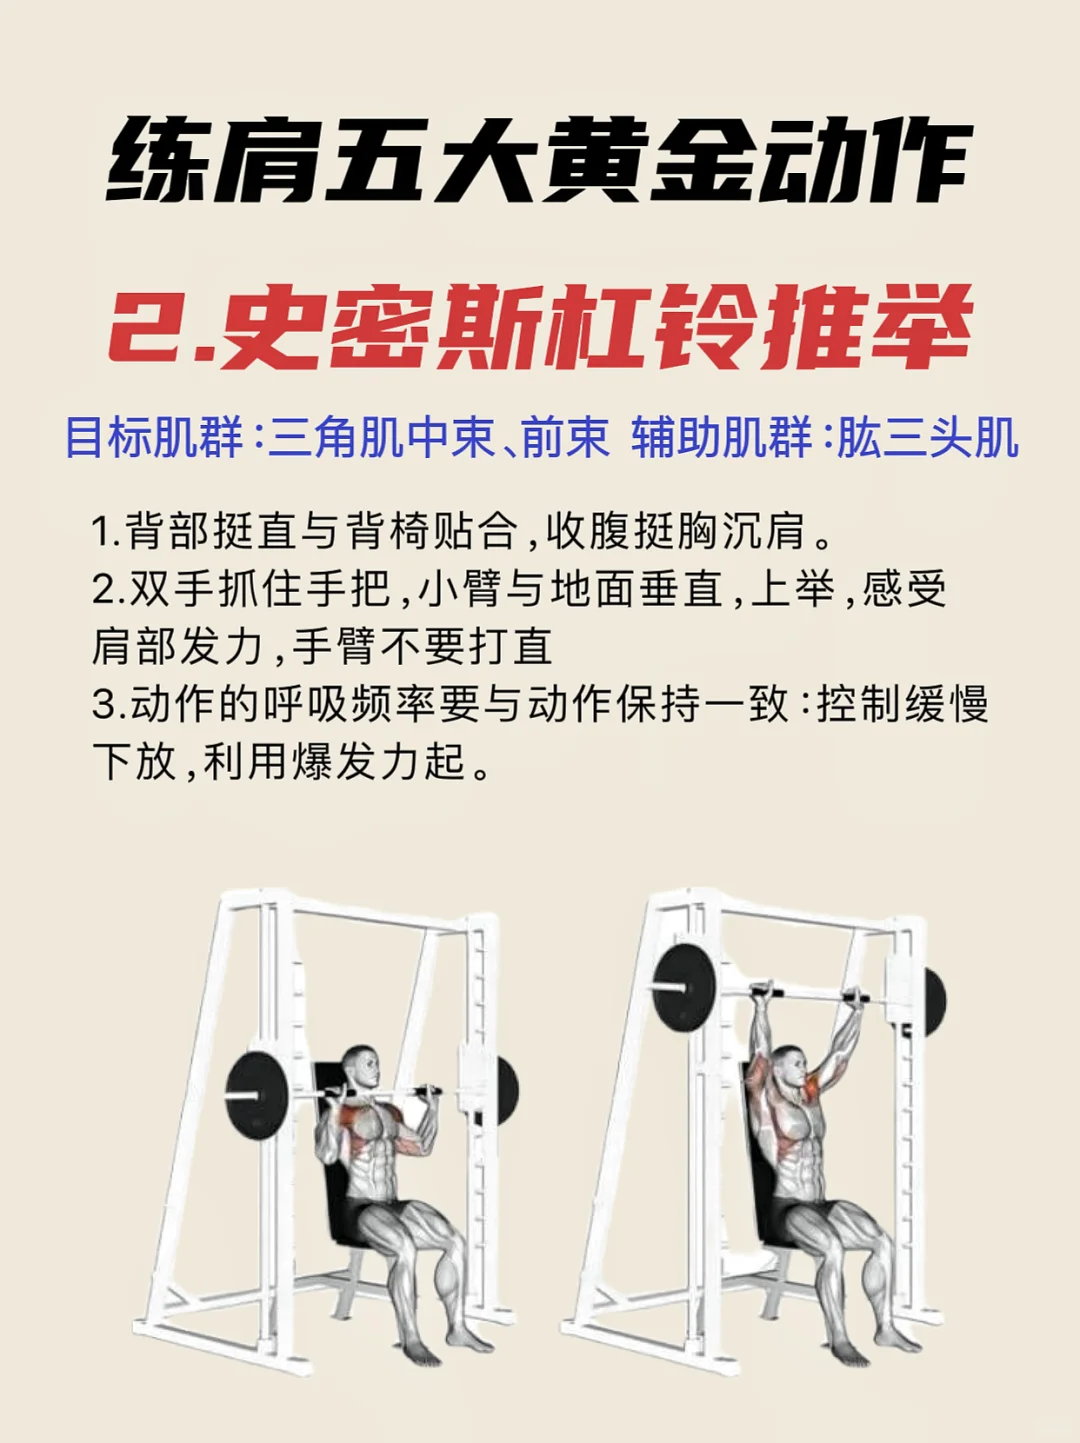 练肩五大黄金动作
2.史密斯杠铃推举
目标肌群:三角肌中束、前束 辅助肌群:肱三头肌
1.背部挺直与背椅贴合,收腹挺胸沉肩。
2.双手抓住手把,小臂与地面垂直,上举,感受
肩部发力,手臂不要打直
3.动作的呼吸频率要与动作保持一致:控制缓慢
下放,利用爆发力起。